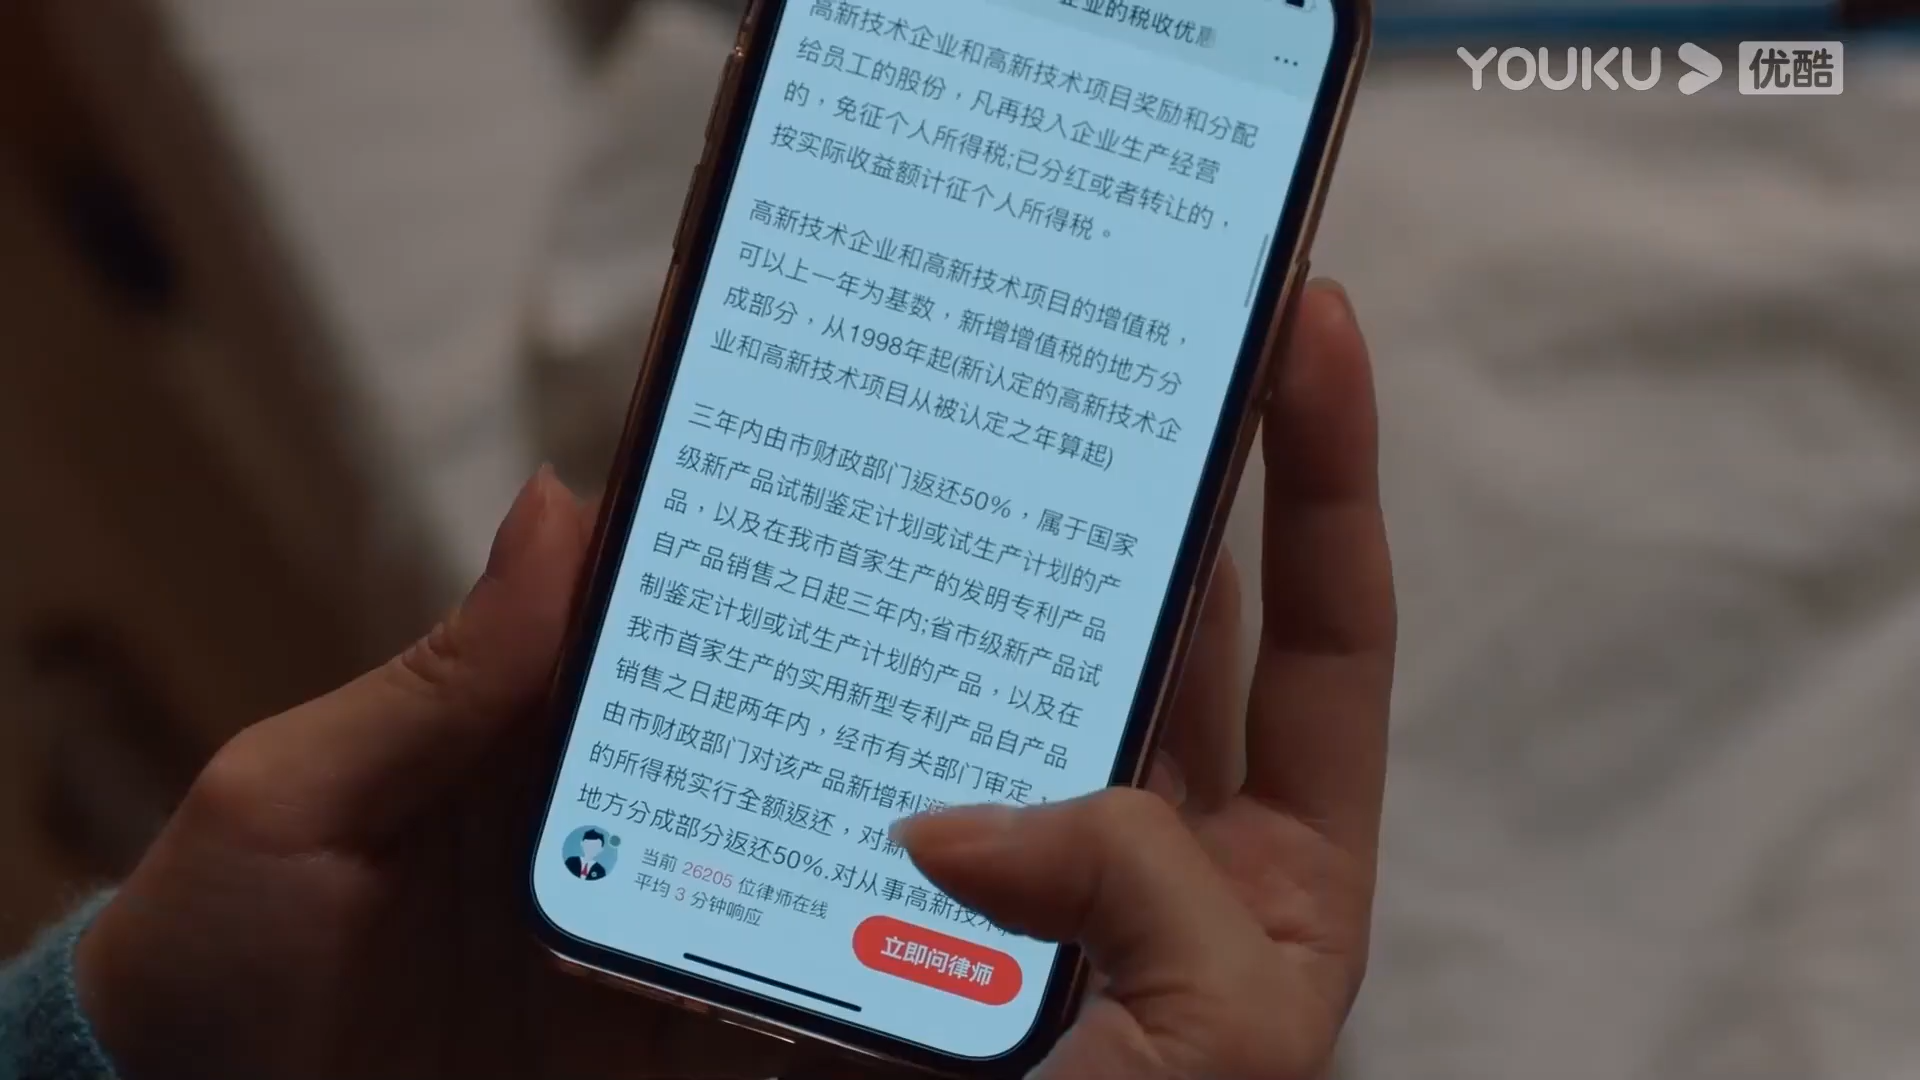 企业的税收优惠
YOUKU 优酷
高新技术企业和高新技术项目奖励和分配
给员工的股份，凡再投入企业生产经营
的，免征个人所得税;已分红或者转让的，
按实际收益额计征个人所得税。
高新技术企业和高新技术项目的增值税，
可以上一年为基数，新增增值税的地方分
成部分，从1998年起(新认定的高新技术企
业和高新技术项目从被认定之年算起)
三年内由市财政部门返还50%，属于国家
级新产品试制鉴定计划或试生产计划的产
品，以及在我市首家生产的发明专利产品
自产品销售之日起三年内;省市级新产品试
制鉴定计划或试生产计划的产品，以及在
我市首家生产的实用新型专利产品自产品
销售之日起两年内，经市有关部门审定，
由市财政部门对该产品新增利润
的所得税实行全额返还，对新
地方分成部分返还50%.对从事高新技术
当前 26205 位律师在线
平均 3 分钟响应
立即问律师